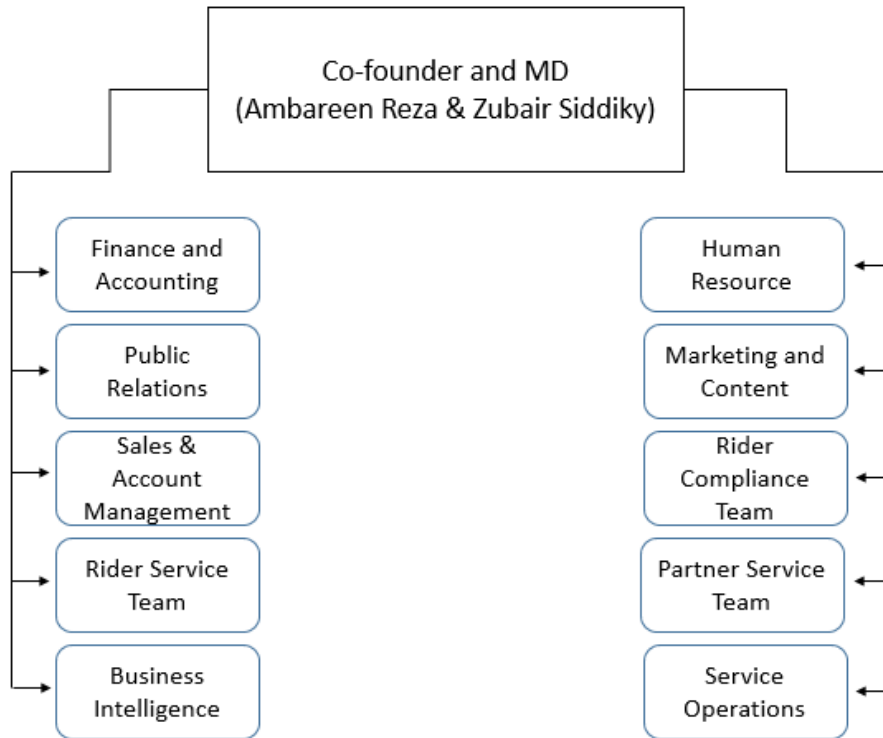 Co-founder and MD
(Ambareen Reza & Zubair Siddiky)
Finance and
Accounting
Public
Relations
Sales &
Account
Management
Rider Service
Team
Business
Intelligence
Human
Resource
Marketing and
Content
Rider
Compliance
Team
Partner Service
Team
Service
Operations